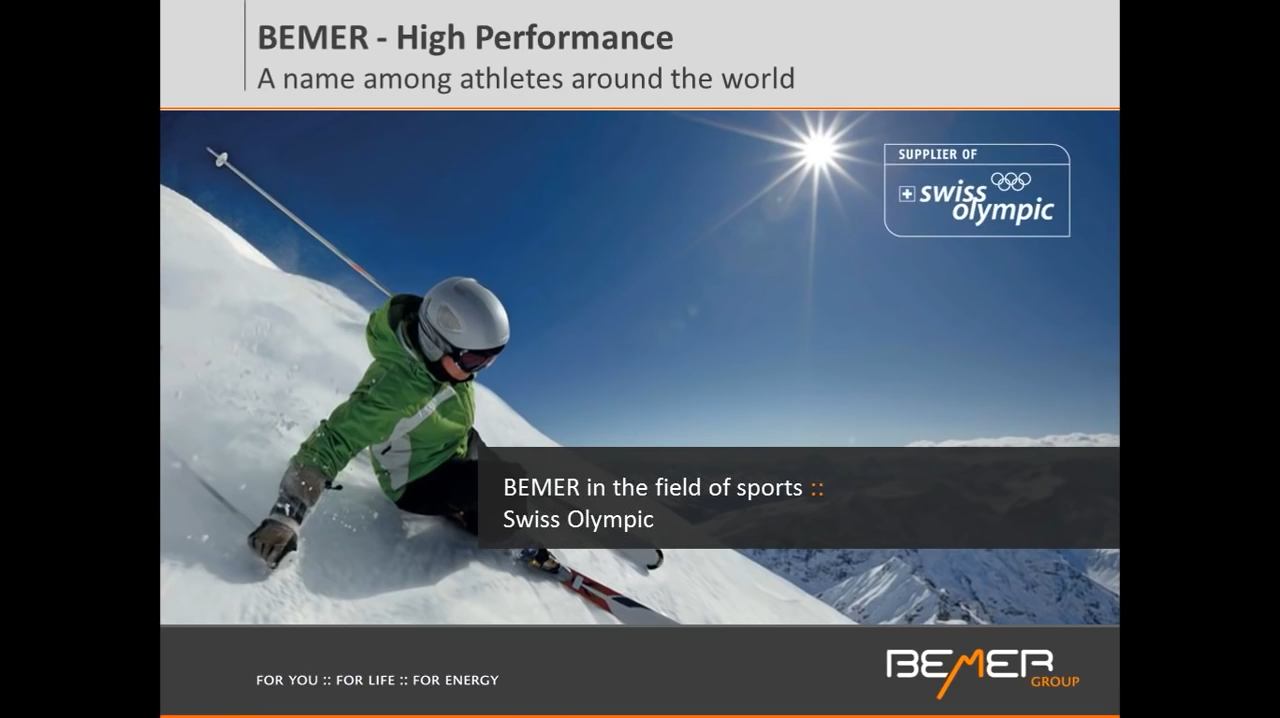 BEMER - High Performance
A name among athletes around the world
SUPPLIER OF
swiss
olympic
BEMER in the field of sports ::
Swiss Olympic
FOR YOU :: FOR LIFE :: FOR ENERGY
BEMER
GROUP